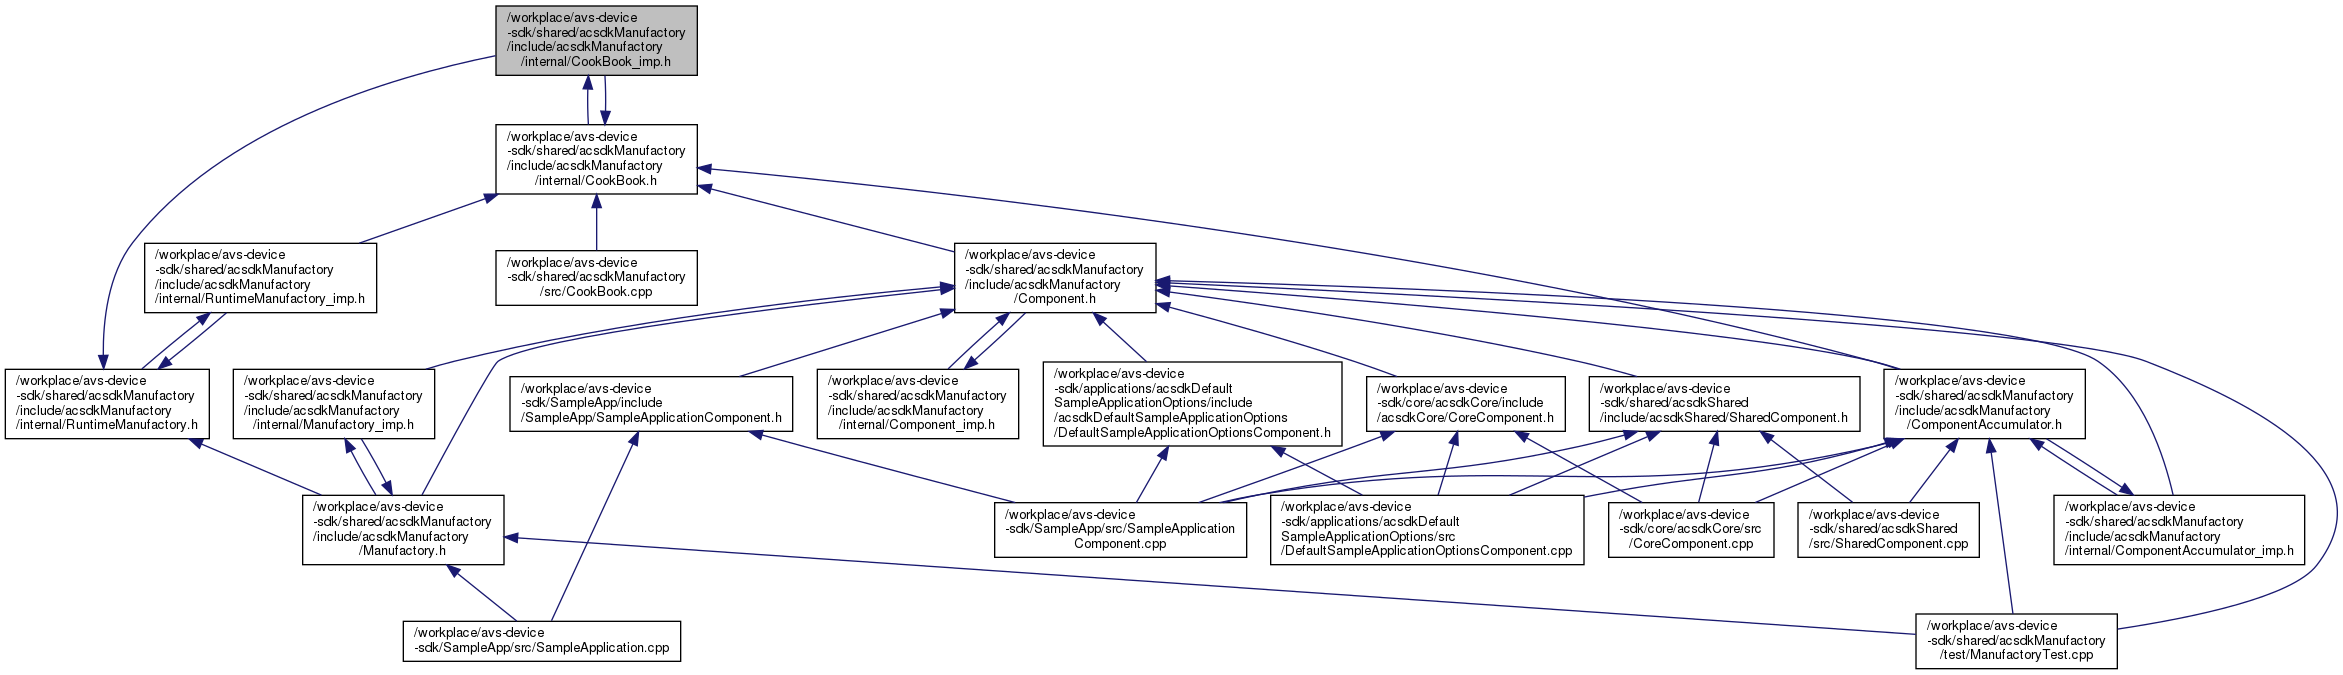 /workplace/avs-device
-sdk/shared/acsdkManufactory
/include/acsdkManufactory
/internal/CookBook_imp.h
/workplace/avs-device
-sdk/shared/acsdkManufactory
/include/acsdkManufactory
/internal/CookBook.h
/workplace/avs-device
-sdk/shared/acsdkManufactory
/include/acsdkManufactory
/internal/RuntimeManufactory_imp.h
/workplace/avs-device
-sdk/shared/acsdkManufactory
/src/CookBook.cpp
/workplace/avs-device
-sdk/shared/acsdkManufactory
/include/acsdkManufactory
/Component.h
/workplace/avs-device
-sdk/shared/acsdkManufactory
/include/acsdkManufactory
/internal/RuntimeManufactory.h
/workplace/avs-device
-sdk/shared/acsdkManufactory
/include/acsdkManufactory
/internal/Manufactory_imp.h
/workplace/avs-device
-sdk/SampleApp/include
/SampleApp/SampleApplicationComponent.h
/workplace/avs-device
-sdk/shared/acsdkManufactory
/include/acsdkManufactory
/internal/Component_imp.h
/workplace/avs-device
-sdk/applications/acsdkDefault
SampleApplicationOptions/include
/acsdkDefaultSampleApplicationOptions
/DefaultSampleApplicationOptionsComponent.h
/workplace/avs-device
-sdk/core/acsdkCore/include
/acsdkCore/CoreComponent.h
/workplace/avs-device
-sdk/shared/acsdkShared
/include/acsdkShared/SharedComponent.h
/workplace/avs-device
-sdk/shared/acsdkManufactory
/include/acsdkManufactory
/ComponentAccumulator.h
/workplace/avs-device
-sdk/shared/acsdkManufactory
/include/acsdkManufactory
/Manufactory.h
/workplace/avs-device
-sdk/SampleApp/src/SampleApplication
Component.cpp
/workplace/avs-device
-sdk/applications/acsdkDefault
SampleApplicationOptions/src
/DefaultSampleApplicationOptionsComponent.cpp
/workplace/avs-device
-sdk/core/acsdkCore/src
/CoreComponent.cpp
/workplace/avs-device
-sdk/shared/acsdkShared
/src/SharedComponent.cpp
/workplace/avs-device
-sdk/shared/acsdkManufactory
/include/acsdkManufactory
/internal/ComponentAccumulator_imp.h
/workplace/avs-device
-sdk/SampleApp/src/SampleApplication.cpp
/workplace/avs-device
-sdk/shared/acsdkManufactory
/test/ManufactoryTest.cpp